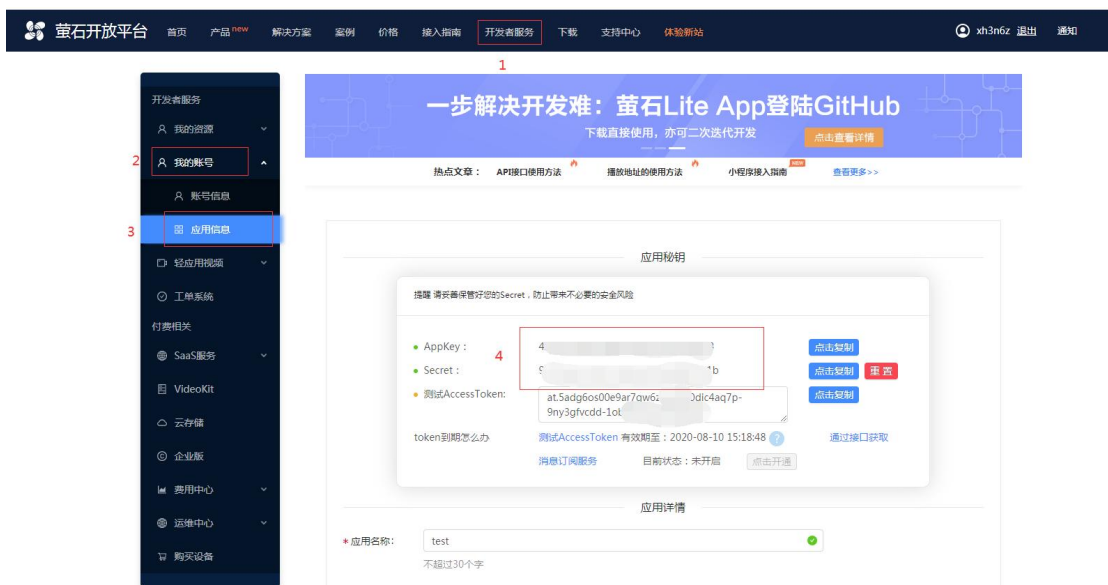 萤石开放平台 首页 产品 new 解决方案 案例 价格 接入指南 开发者服务 下载 支持中心 体验新站 xh3n6z 退出 通知
1
开发者服务
我的资源
2 我的账号
账号信息
3 应用信息
轻应用视频
工单系统
付费相关
SaaS服务
VideoKit
云存储
企业版
费用中心
运维中心
购买设备
一步解决开发难：萤石Lite App登陆GitHub
下载直接使用，亦可二次迭代开发
点击查看详情
热点文章： API接口使用方法 播放地址的使用方法 小程序接入指南 NEW 查看更多>>
应用秘钥
提醒 请妥善保管好您的Secret，防止带来不必要的安全风险
4
AppKey： 4 点击复制
Secret： 9 1b 点击复制 重 置
测试AccessToken: at.5adg6os00e9ar7qw6 dlc4aq7p- 点击复制
9ny3gfvcdd-1ob
token到期怎么办 测试AccessToken 有效期至：2020-08-10 15:18:48 ? 通过接口获取
消息订阅服务 目前状态：未开启 点击开通
应用详情
*应用名称: test
不超过30个字